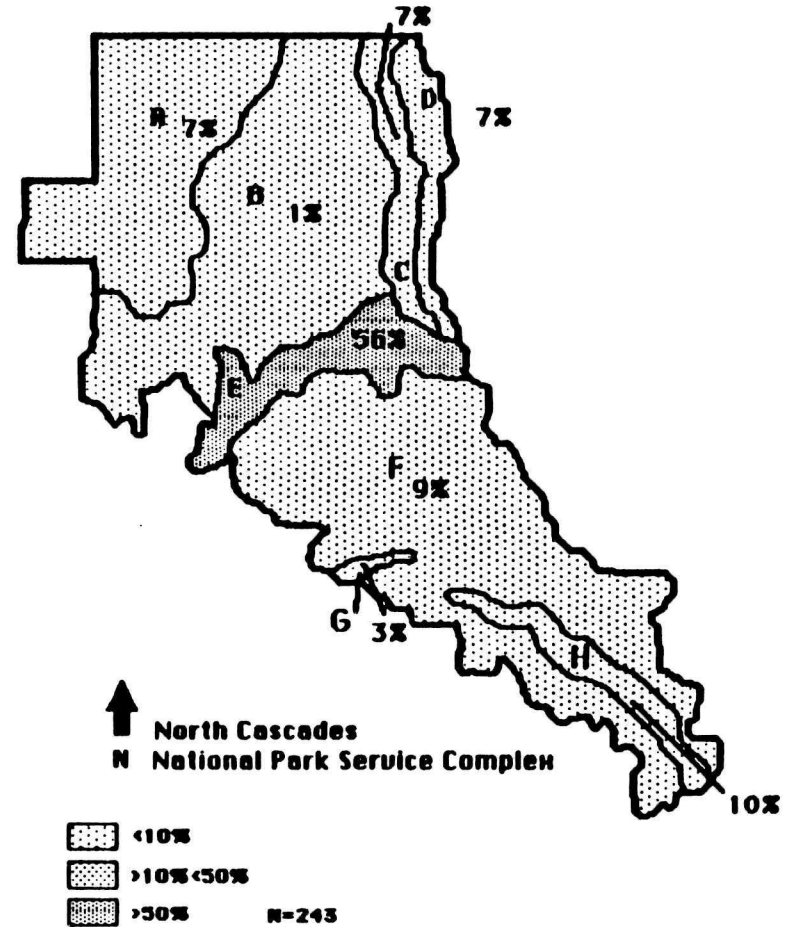 7%
D
7%
A 7%
B
1%
C
56%
E
F
9%
G
3%
H
N
North Cascades
National Park Service Complex
10%
<10%
>10%<50%
>50%
N=243